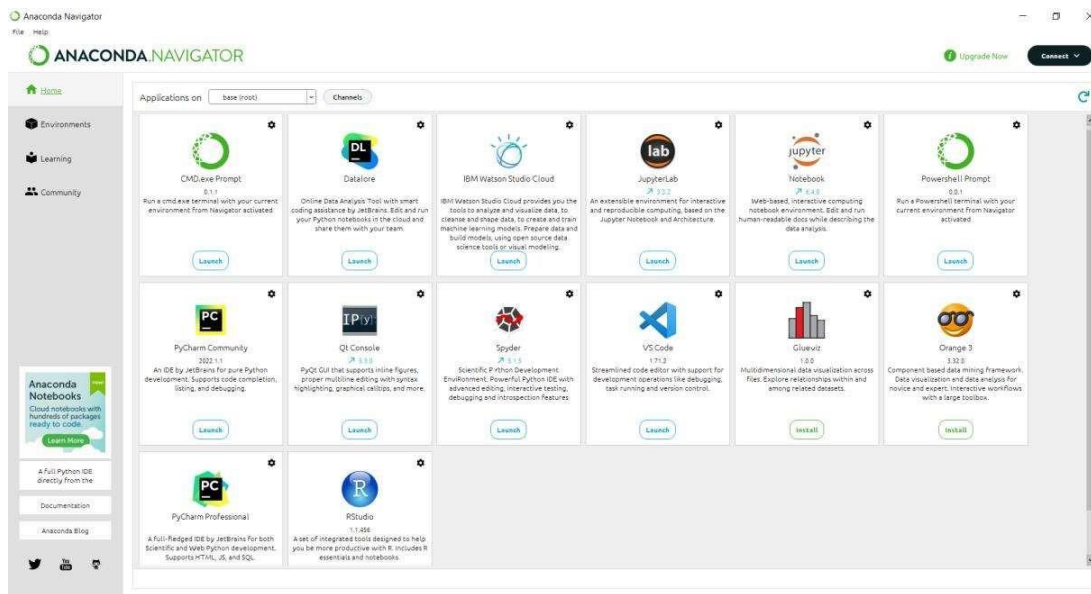 Anaconda Navigator
File Help
ANACONDA.NAVIGATOR
Upgrade Now
Connect
Home
Environments
Learning
Community
Applications on
base (root)
Channels
CMD.exe Prompt
0.1.1
Run a cmd.exe terminal with your current
environment from Navigator activated
Launch
DL
Datalore
Online Data Analysis Tool with smart
coding assistance by JetBrains. Edit and run
your Python notebooks in the cloud and
share them with your team.
Launch
IBM Watson Studio Cloud
IBM Watson Studio Cloud provides you the
tools to analyze and visualize data, to
cleanse and shape data, to create and train
machine learning models. Prepare data and
build models, using open source data
science tools or visual modeling.
Launch
lab
JupyterLab
3.3.2
An extensible environment for interactive
and reproducible computing, based on the
Jupyter Notebook and Architecture.
Launch
jupyter
Notebook
6.4.8
Web-based, interactive computing
notebook environment. Edit and run
human-readable docs while describing the
data analysis.
Launch
Powershell Prompt
0.0.1
Run a Powershell terminal with your
current environment from Navigator
activated
Launch
PC
PyCharm Community
2022.1.1
An IDE by JetBrains for pure Python
development. Supports code completion,
listing, and debugging.
Launch
IP[y]:
Qt Console
5.3.0
PyQt GUI that supports inline figures,
proper multiline editing with syntax
highlighting, graphical calltips, and more.
Launch
Spyder
5.1.5
Scientific PYthon Development
EnviRonment. Powerful Python IDE with
advanced editing, interactive testing,
debugging and introspection features
Launch
VS Code
1.71.2
Streamlined code editor with support for
development operations like debugging,
task running and version control.
Launch
Glueviz
1.0.0
Multidimensional data visualization across
files. Explore relationships within and
among related datasets.
Install
Orange 3
3.32.0
Component based data mining framework.
Data visualization and data analysis for
novice and expert. Interactive workflows
with a large toolbox.
Install
PC
PyCharm Professional
A full-fledged IDE by JetBrains for both
Scientific and Web Python development.
Supports HTML, JS, and SQL.
R
RStudio
1.1.456
A set of integrated tools designed to help
you be more productive with R. Includes R
essentials and notebooks.
Anaconda
Notebooks
Cloud notebooks with
hundreds of packages
ready to code.
Learn More
A full Python IDE
directly from the
Documentation
Anaconda Blog
You
Tube